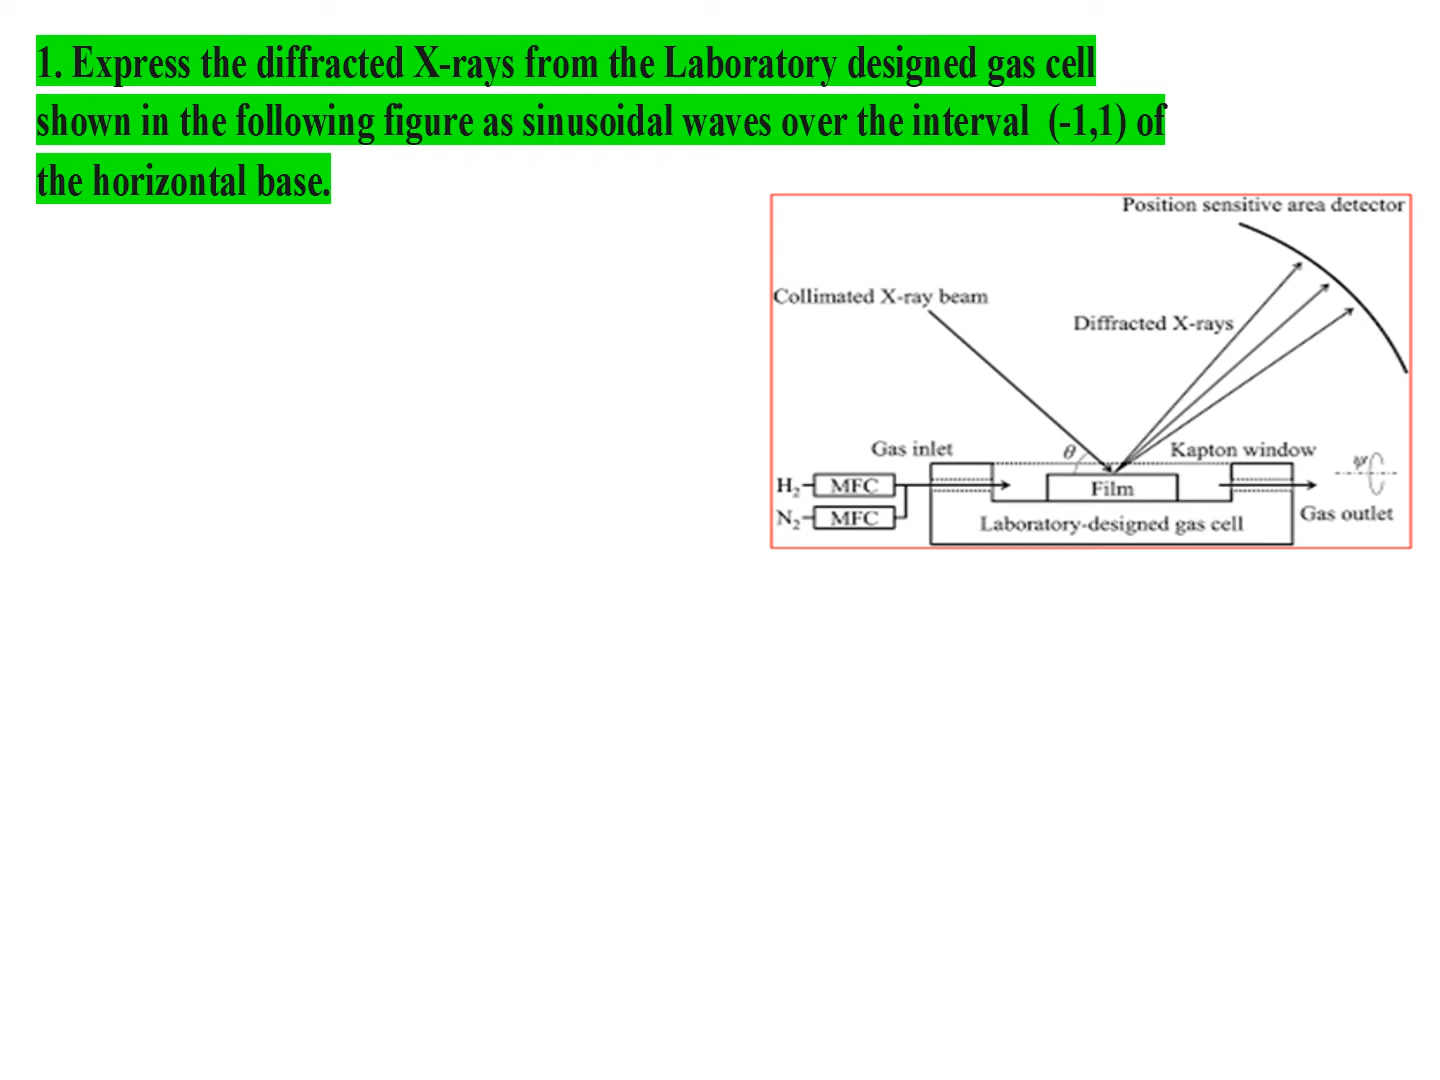 1. Express the diffracted X-rays from the Laboratory designed gas cell
shown in the following figure as sinusoidal waves over the interval (-1,1) of
the horizontal base.
Position sensitive area detector
Collimated X-ray beam
Diffracted X-rays
Gas inlet
θ
Kapton window
ψ
H₂
MFC
Film
N₂
MFC
Laboratory-designed gas cell
Gas outlet